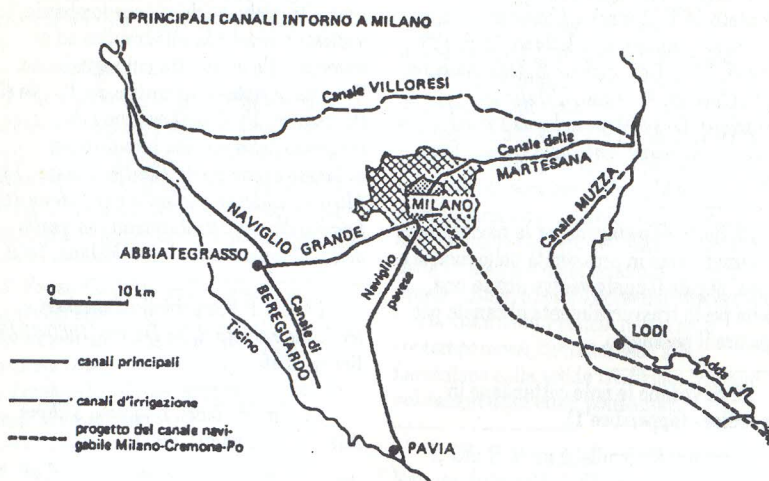 I PRINCIPALI CANALI INTORNO A MILANO
Canale VILLORESI
Canale delle
MARTESANA
MILANO
Canale MUZZA
NAVIGLIO
GRANDE
ABBIATEGRASSO
Naviglio
pavese
Canale di
BEREGUARDO
Ticino
LODI
Adda
PAVIA
0 10 km
canali principali
canali d'irrigazione
progetto del canale navi-
gabile Milano-Cremona-Po